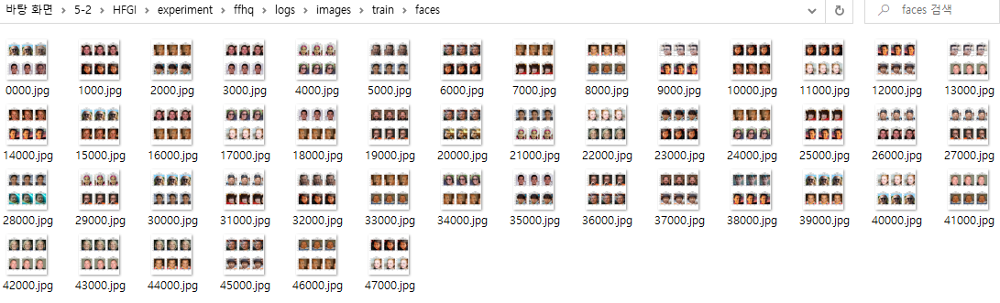 바탕 화면 > 5-2 > HFGI > experiment > ffhq > logs > images > train > faces faces 검색
0000.jpg 1000.jpg 2000.jpg 3000.jpg 4000.jpg 5000.jpg 6000.jpg 7000.jpg 8000.jpg 9000.jpg 10000.jpg 11000.jpg 12000.jpg 13000.jpg
14000.jpg 15000.jpg 16000.jpg 17000.jpg 18000.jpg 19000.jpg 20000.jpg 21000.jpg 22000.jpg 23000.jpg 24000.jpg 25000.jpg 26000.jpg 27000.jpg
28000.jpg 29000.jpg 30000.jpg 31000.jpg 32000.jpg 33000.jpg 34000.jpg 35000.jpg 36000.jpg 37000.jpg 38000.jpg 39000.jpg 40000.jpg 41000.jpg
42000.jpg 43000.jpg 44000.jpg 45000.jpg 46000.jpg 47000.jpg